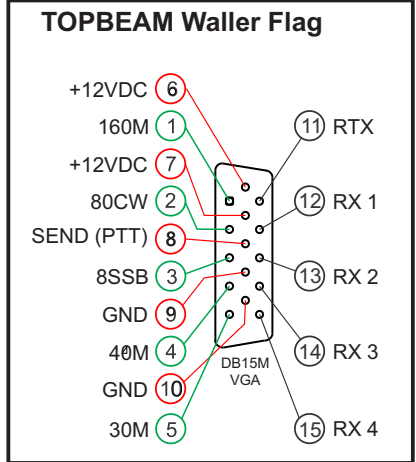 TOPBEAM Waller Flag
+12VDC 6
160M 1
11 RTX
+12VDC 7
80CW 2
12 RX 1
SEND (PTT) 8
8SSB 3
13 RX 2
GND 9
40M 4
14 RX 3
DB15M
VGA
GND 10
30M 5
15 RX 4